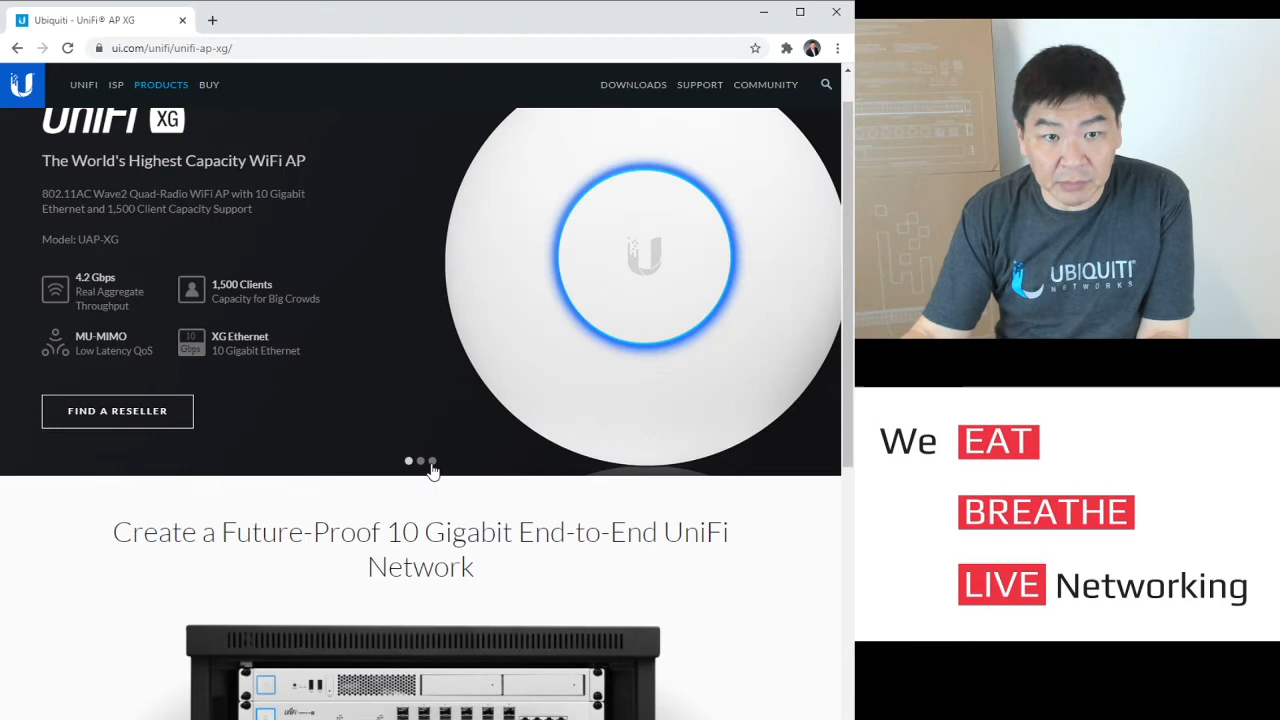 Ubiquiti - UniFi® AP XG
ui.com/unifi/unifi-ap-xg/
UNIFI ISP PRODUCTS BUY DOWNLOADS SUPPORT COMMUNITY
UniFi XG
The World's Highest Capacity WiFi AP
802.11AC Wave2 Quad-Radio WiFi AP with 10 Gigabit
Ethernet and 1,500 Client Capacity Support
Model: UAP-XG
4.2 Gbps
Real Aggregate
Throughput
1,500 Clients
Capacity for Big Crowds
MU-MIMO
Low Latency QoS
10
Gbps
XG Ethernet
10 Gigabit Ethernet
FIND A RESELLER
Create a Future-Proof 10 Gigabit End-to-End UniFi
Network
UBIQUITI
NETWORKS
We EAT
BREATHE
LIVE Networking